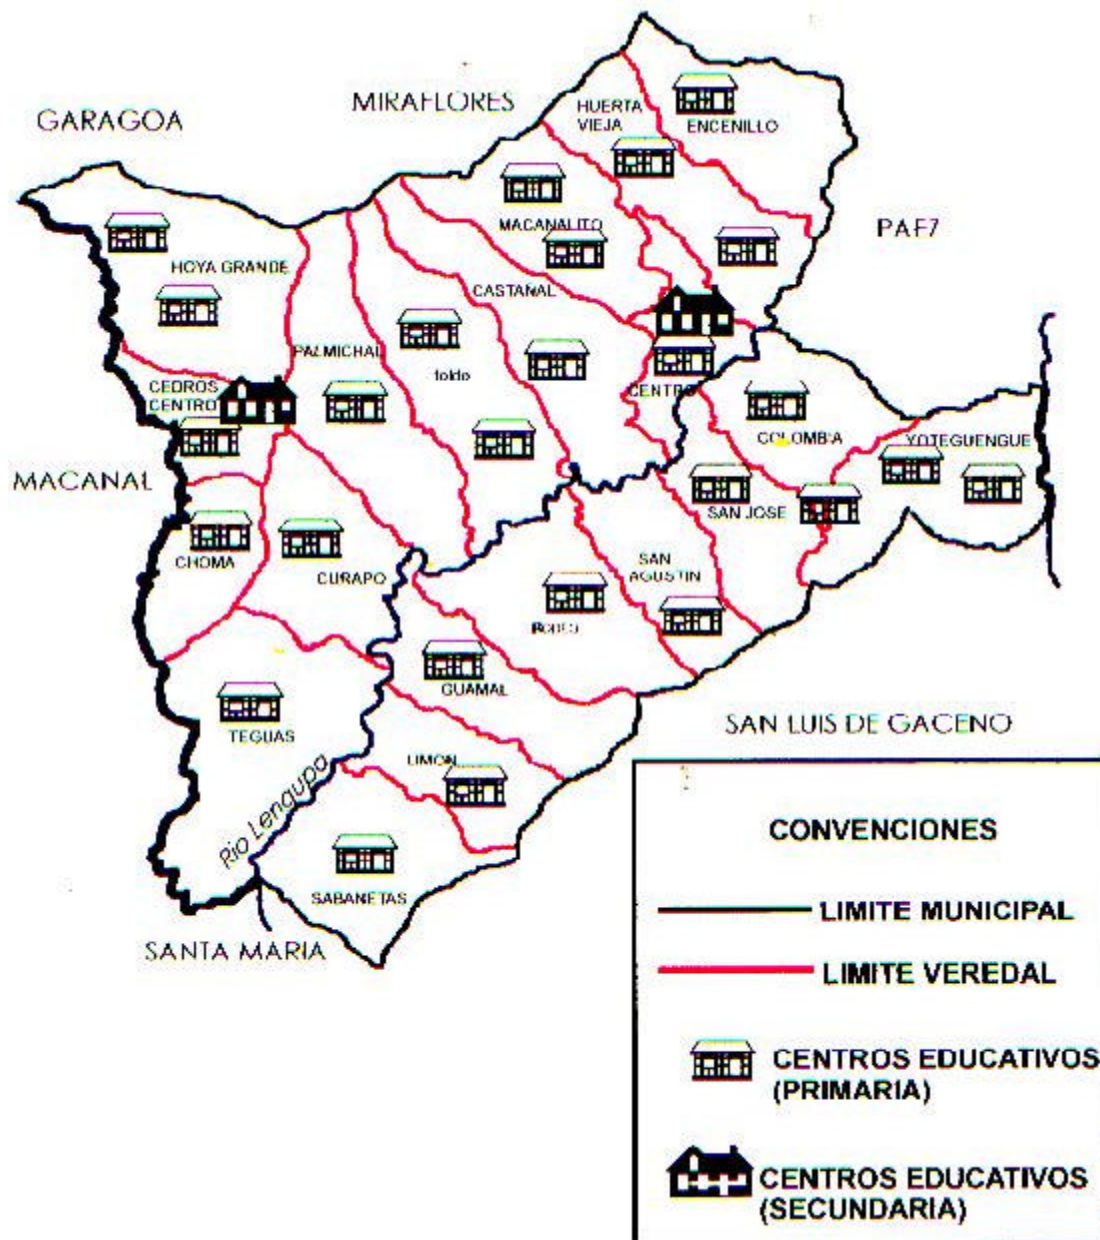 GARAGOA
MIRAFLORES
HUERTA
VIEJA
ENCENILLO
MACANALITO
PAEZ
HOYA GRANDE
CASTAÑAL
PALMICHAL
toldo
CEDROS
CENTRO
CENTRO
COLOMBIA
YOTEGUENGUE
MACANAL
SAN JOSE
CHOMA
CURAPO
SAN
AGUSTIN
RODEO
GUAMAL
TEGUAS
SAN LUIS DE GACENO
LIMON
Rio Lengupa
SABANETAS
SANTA MARIA
CONVENCIONES
LIMITE MUNICIPAL
LIMITE VEREDAL
CENTROS EDUCATIVOS
(PRIMARIA)
CENTROS EDUCATIVOS
(SECUNDARIA)